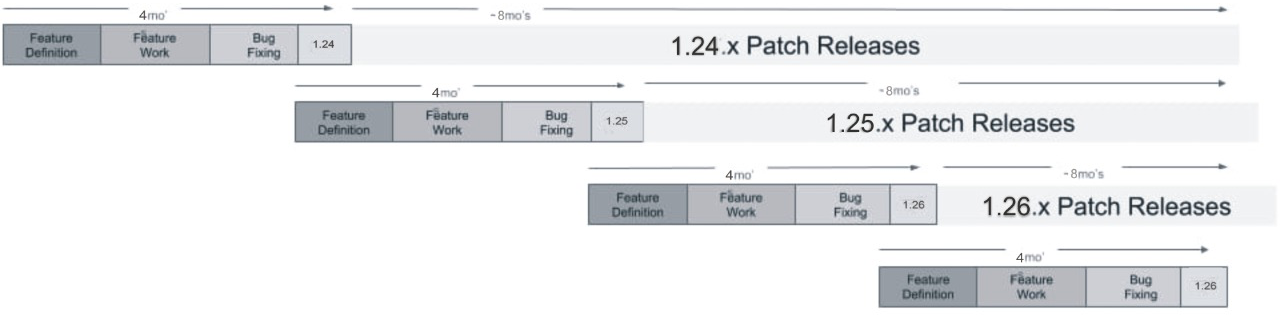 4mo'
~8mo's
Feature Definition
Feature Work
Bug Fixing
1.24
1.24.x Patch Releases
4mo'
~8mo's
Feature Definition
Feature Work
Bug Fixing
1.25
1.25.x Patch Releases
4mo'
~8mo's
Feature Definition
Feature Work
Bug Fixing
1.26
1.26.x Patch Releases
4mo'
Feature Definition
Feature Work
Bug Fixing
1.26